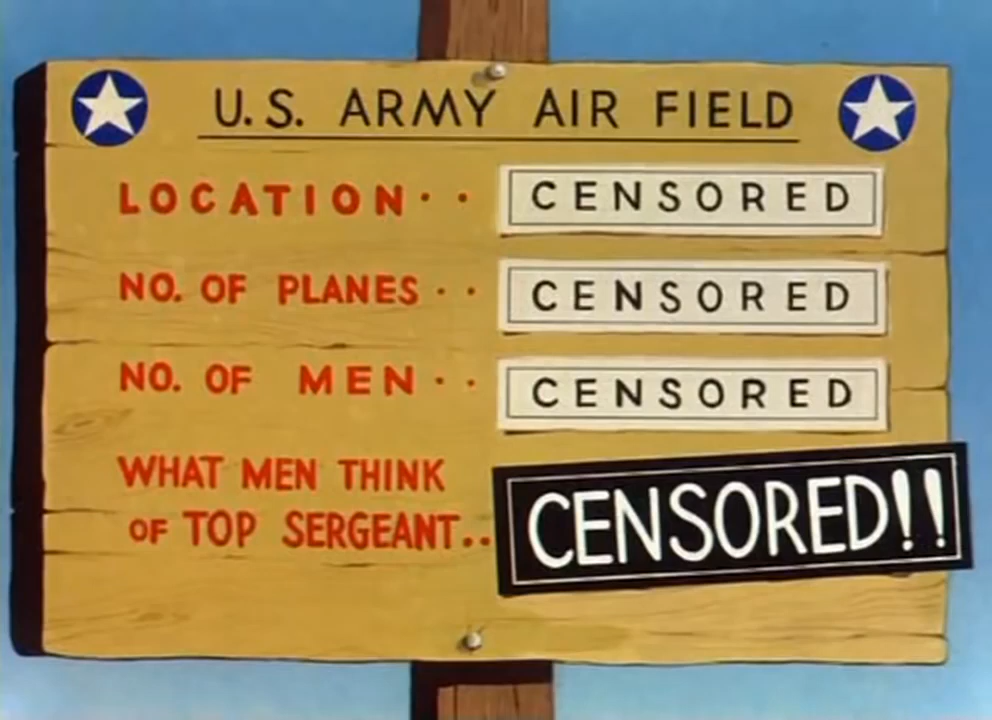 U.S. ARMY AIR FIELD
LOCATION·· CENSORED
NO. OF PLANES·· CENSORED
NO. OF MEN·· CENSORED
WHAT MEN THINK
OF TOP SERGEANT.. CENSORED!!